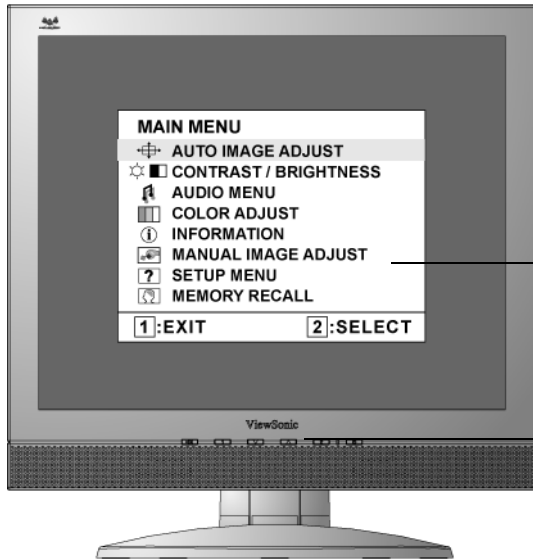 MAIN MENU
AUTO IMAGE ADJUST
CONTRAST / BRIGHTNESS
AUDIO MENU
COLOR ADJUST
INFORMATION
MANUAL IMAGE ADJUST
? SETUP MENU
MEMORY RECALL
1:EXIT 2:SELECT
ViewSonic